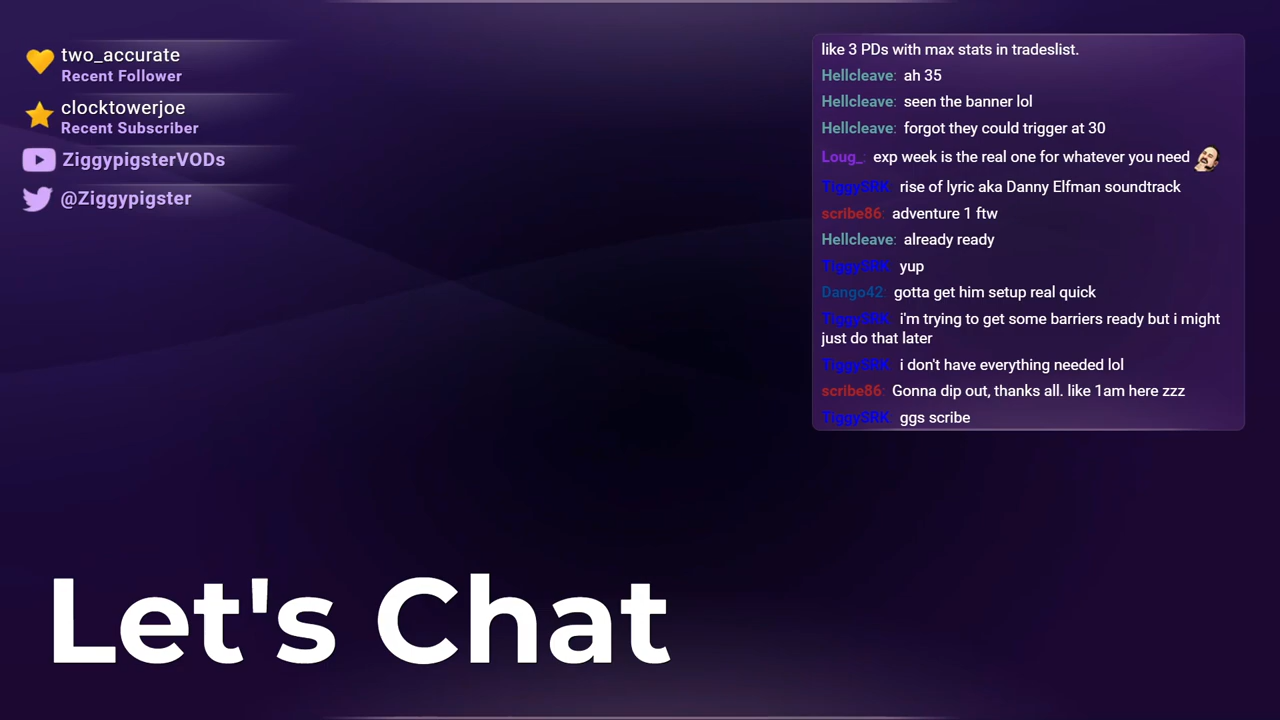 two_accurate
Recent Follower
clocktowerjoe
Recent Subscriber
ZiggypigsterVODs
@Ziggypigster
like 3 PDs with max stats in tradeslist.
Hellcleave: ah 35
Hellcleave: seen the banner lol
Hellcleave: forgot they could trigger at 30
Loug_: exp week is the real one for whatever you need
TiggySRK: rise of lyric aka Danny Elfman soundtrack
scribe86: adventure 1 ftw
Hellcleave: already ready
TiggySRK: yup
Dango42: gotta get him setup real quick
TiggySRK: i'm trying to get some barriers ready but i might
just do that later
TiggySRK: i don't have everything needed lol
scribe86: Gonna dip out, thanks all. like 1am here zzz
TiggySRK: ggs scribe
Let's Chat